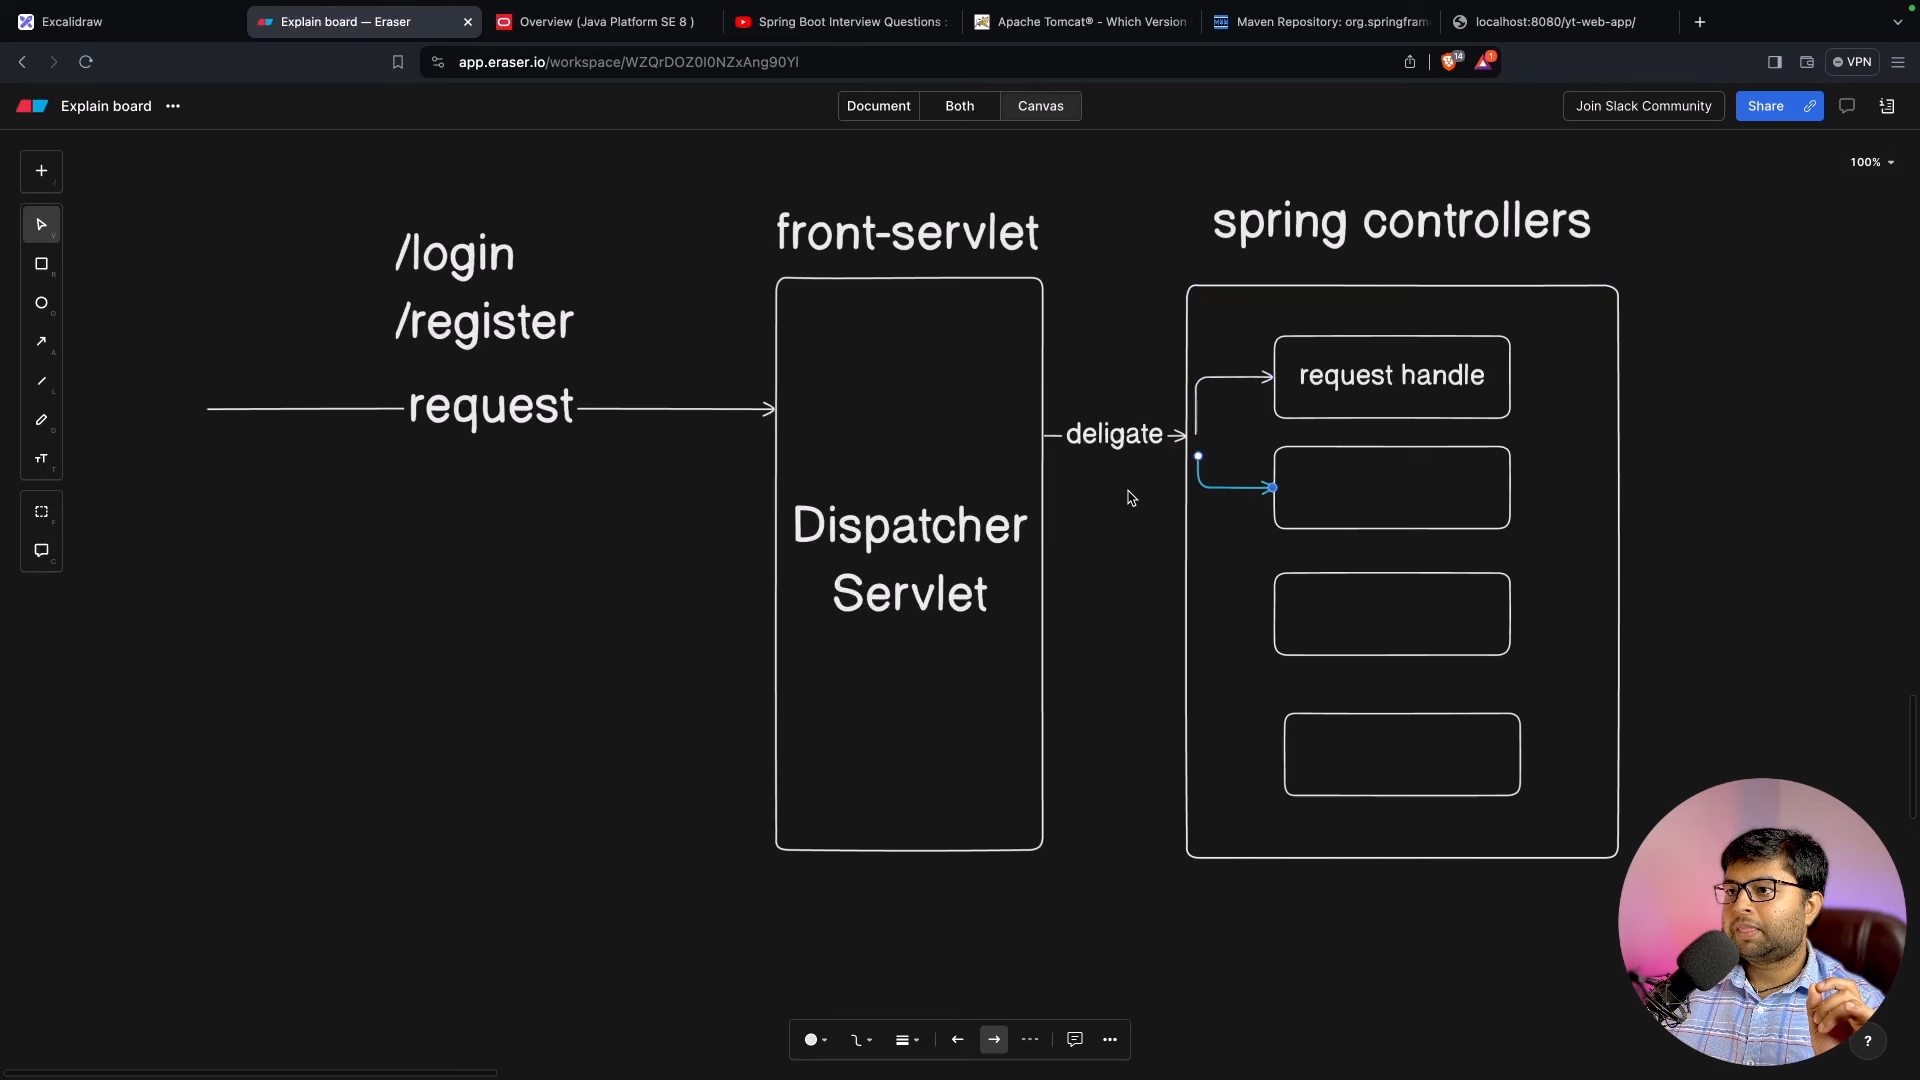 Excalidraw
Explain board — Eraser
Overview (Java Platform SE 8 )
Spring Boot Interview Questions :
Apache Tomcat® - Which Version
Maven Repository: org.springfram
localhost:8080/yt-web-app/
app.eraser.io/workspace/WZQrDOZ0I0NZxAng90YI
14
1
VPN
Explain board
Document
Both
Canvas
Join Slack Community
Share
100%
/login
/register
request
front-servlet
Dispatcher
Servlet
deligate
spring controllers
request handle
?